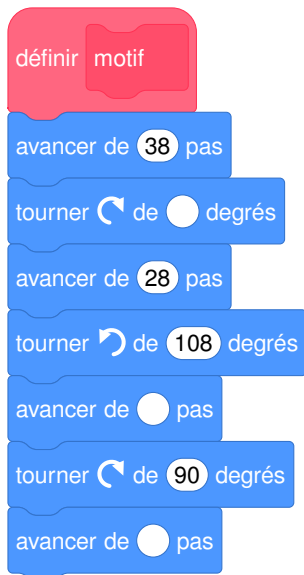 définir motif
avancer de 38 pas
tourner de degrés
avancer de 28 pas
tourner de 108 degrés
avancer de pas
tourner de 90 degrés
avancer de pas